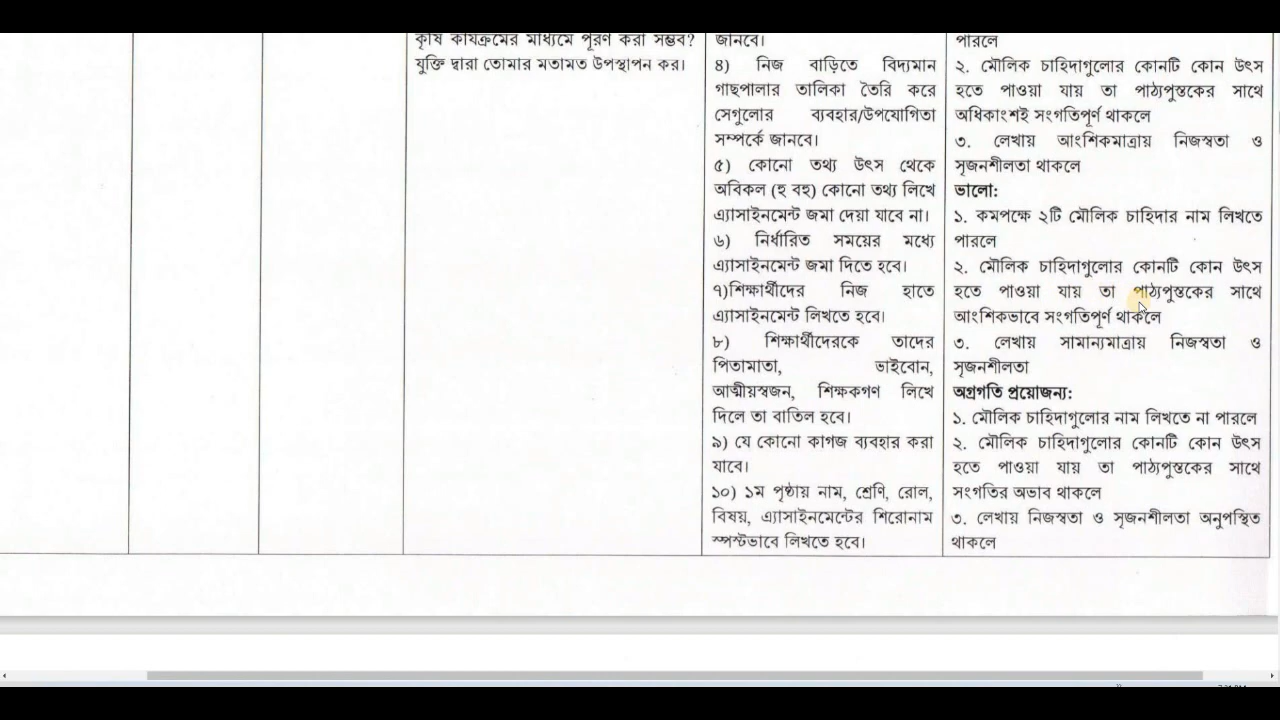 কৃষি কার্যক্রমের মাধ্যমে পূরণ করা সম্ভব?
যুক্তি দ্বারা তোমার মতামত উপস্থাপন কর।
জানবে।
৪) নিজ বাড়িতে বিদ্যমান
গাছপালার তালিকা তৈরি করে
সেগুলোর ব্যবহার/উপযোগিতা
সম্পর্কে জানবে।
৫) কোনো তথ্য উৎস থেকে
অবিকল (হু বহু) কোনো তথ্য লিখে
এ্যাসাইনমেন্ট জমা দেয়া যাবে না।
৬) নির্ধারিত সময়ের মধ্যে
এ্যাসাইনমেন্ট জমা দিতে হবে।
৭)শিক্ষার্থীদের নিজ হাতে
এ্যাসাইনমেন্ট লিখতে হবে।
৮) শিক্ষার্থীদেরকে তাদের
পিতামাতা, ভাইবোন,
আত্মীয়স্বজন, শিক্ষকগণ লিখে
দিলে তা বাতিল হবে।
৯) যে কোনো কাগজ ব্যবহার করা
যাবে।
১০) ১ম পৃষ্ঠায় নাম, শ্রেণি, রোল,
বিষয়, এ্যাসাইনমেন্টের শিরোনাম
স্পস্টভাবে লিখতে হবে।
পারলে
২. মৌলিক চাহিদাগুলোর কোনটি কোন উৎস
হতে পাওয়া যায় তা পাঠ্যপুস্তকের সাথে
অধিকাংশই সংগতিপূর্ণ থাকলে
৩. লেখায় আংশিকমাত্রায় নিজস্বতা ও
সৃজনশীলতা থাকলে
ভালো:
১. কমপক্ষে ২টি মৌলিক চাহিদার নাম লিখতে
পারলে
২. মৌলিক চাহিদাগুলোর কোনটি কোন উৎস
হতে পাওয়া যায় তা পাঠ্যপুস্তকের সাথে
আংশিকভাবে সংগতিপূর্ণ থাকলে
৩. লেখায় সামান্যমাত্রায় নিজস্বতা ও
সৃজনশীলতা
অগ্রগতি প্রয়োজন্য:
১. মৌলিক চাহিদাগুলোর নাম লিখতে না পারলে
২. মৌলিক চাহিদাগুলোর কোনটি কোন উৎস
হতে পাওয়া যায় তা পাঠ্যপুস্তকের সাথে
সংগতির অভাব থাকলে
৩. লেখায় নিজস্বতা ও সৃজনশীলতা অনুপস্থিত
থাকলে